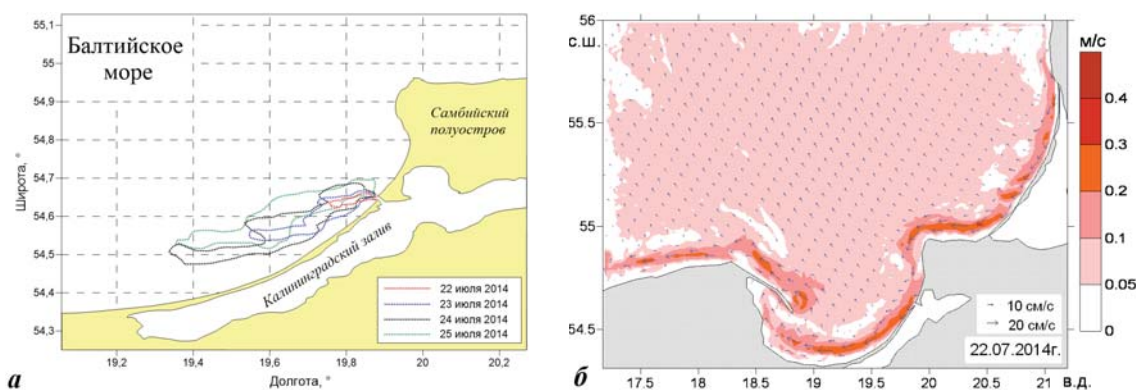 55,1
55
54,9
54,8
54,7
54,6
54,5
54,4
54,3
Широта, °
Балтийское
море
Самбийский
полуостров
Калининградский залив
22 июля 2014
23 июля 2014
24 июля 2014
25 июля 2014
19,2
19,4
19,6
19,8
20
20,2
Долгота, °
а
56
с.ш.
55.5
55
54.5
10 см/с
20 см/с
22.07.2014г.
17.5
18
18.5
19
19.5
20
20.5
21
в.д.
б
м/с
0.4
0.3
0.2
0.1
0.05
0